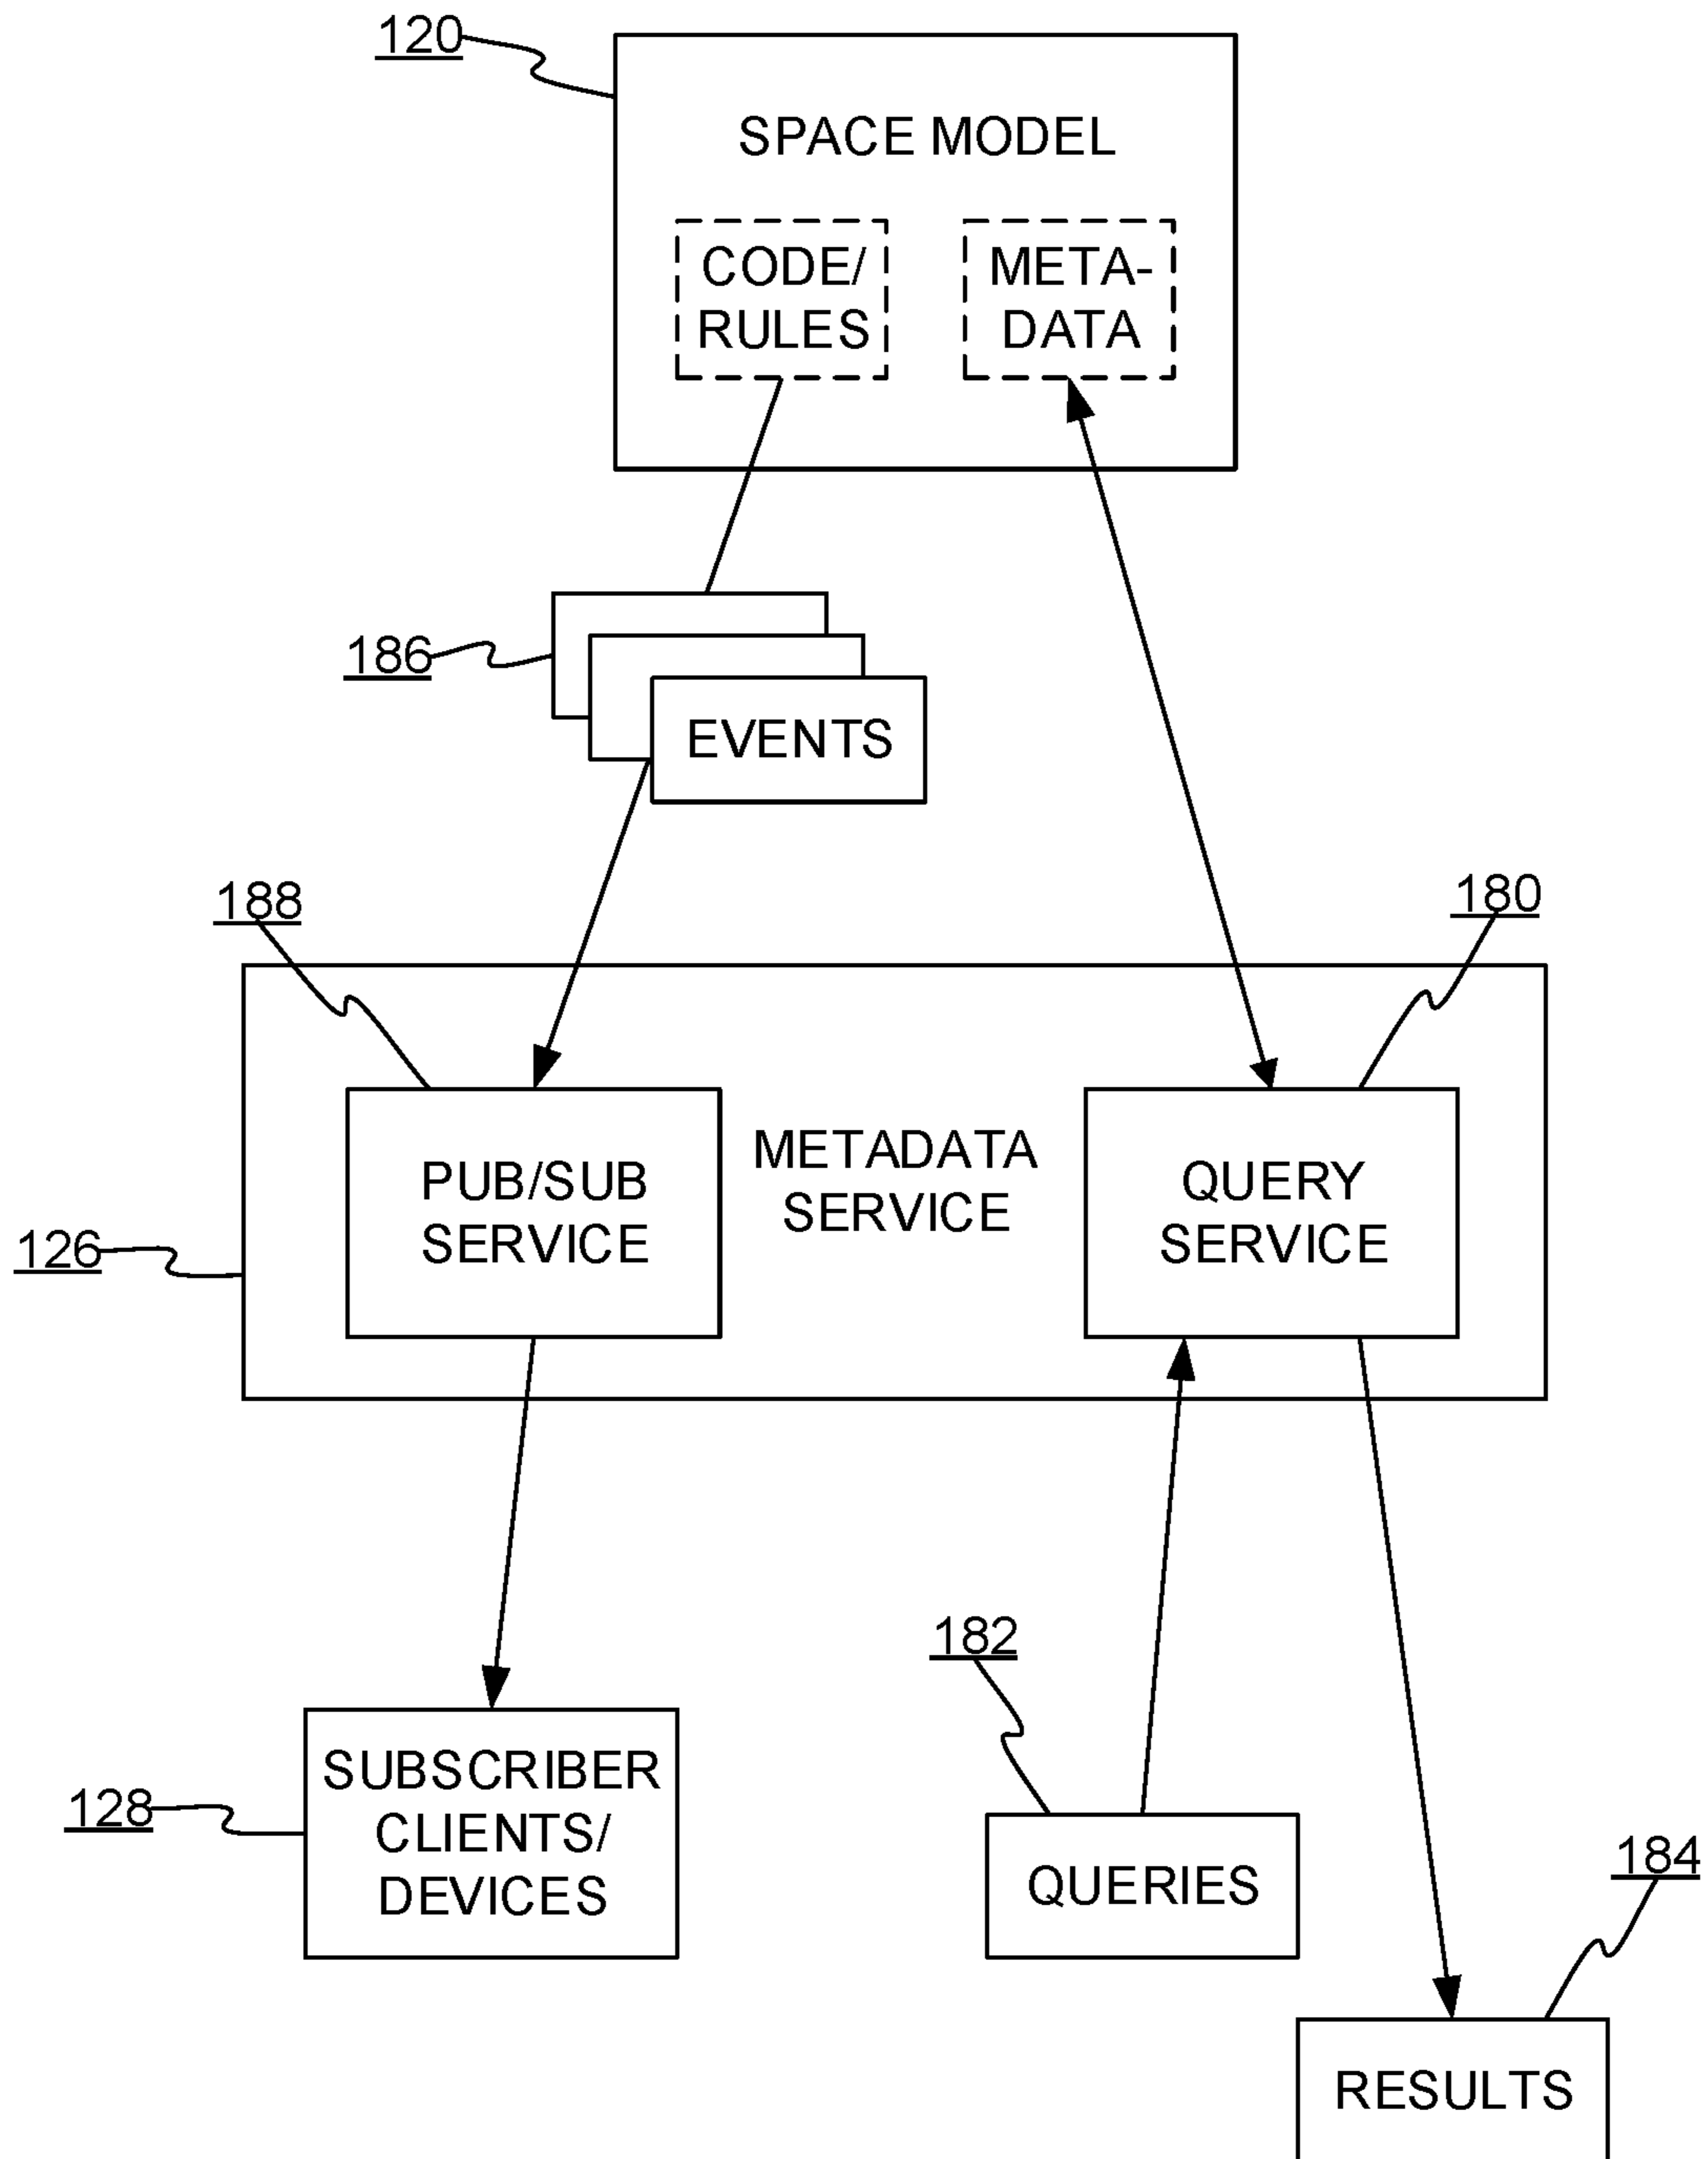 120
SPACE MODEL
CODE/
RULES
META-
DATA
186
EVENTS
188
180
PUB/SUB
SERVICE
METADATA
SERVICE
QUERY
SERVICE
126
182
SUBSCRIBER
CLIENTS/
DEVICES
128
QUERIES
184
RESULTS